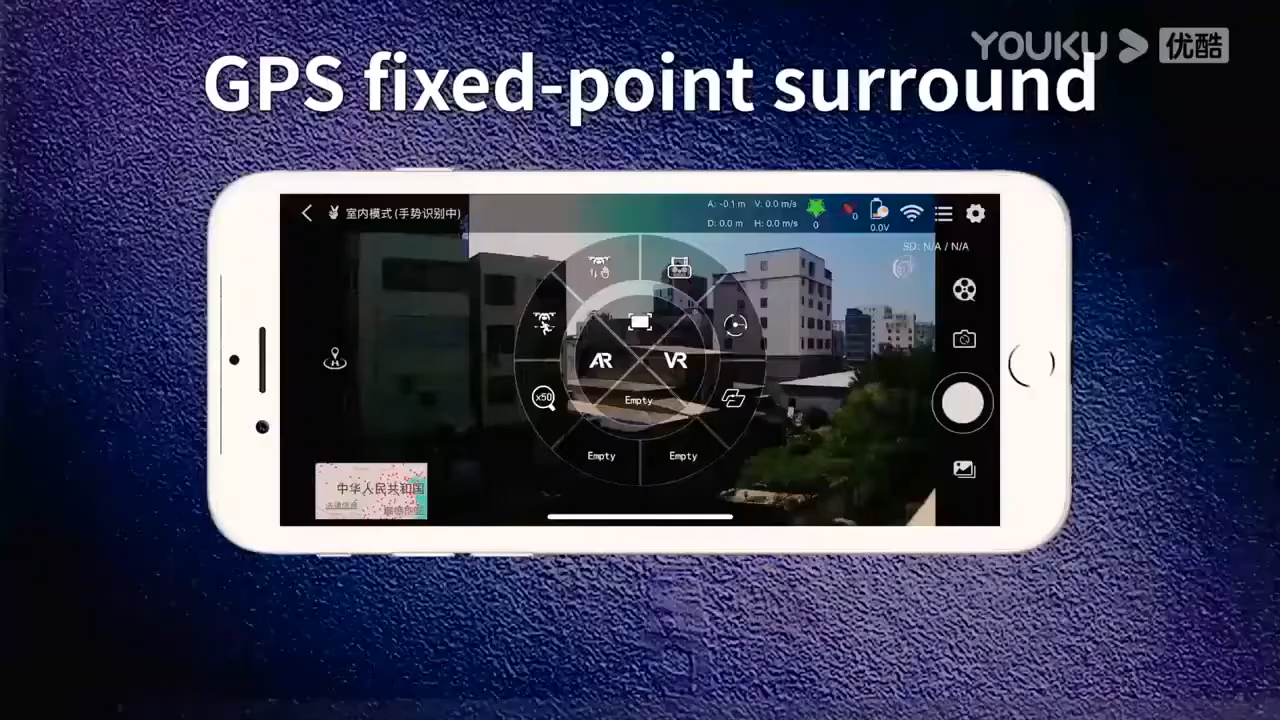 YOUKU 优酷
GPS fixed-point surround
室内模式 (手势识别中)
A: -0.1 m V: 0.0 m/s
D: 0.0 m H: 0.0 m/s
0
0
0.0V
SD: N/A / N/A
AR
VR
x50
Empty
Empty
Empty
中华人民共和国